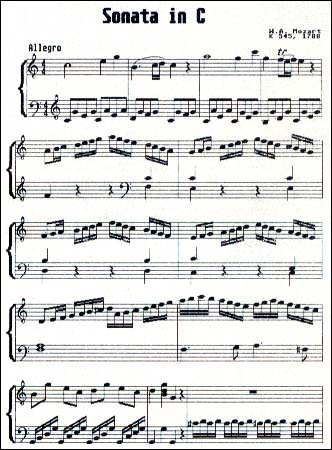 Sonata in C
W.A. Mozart
K 545, 1788
Allegro
tr